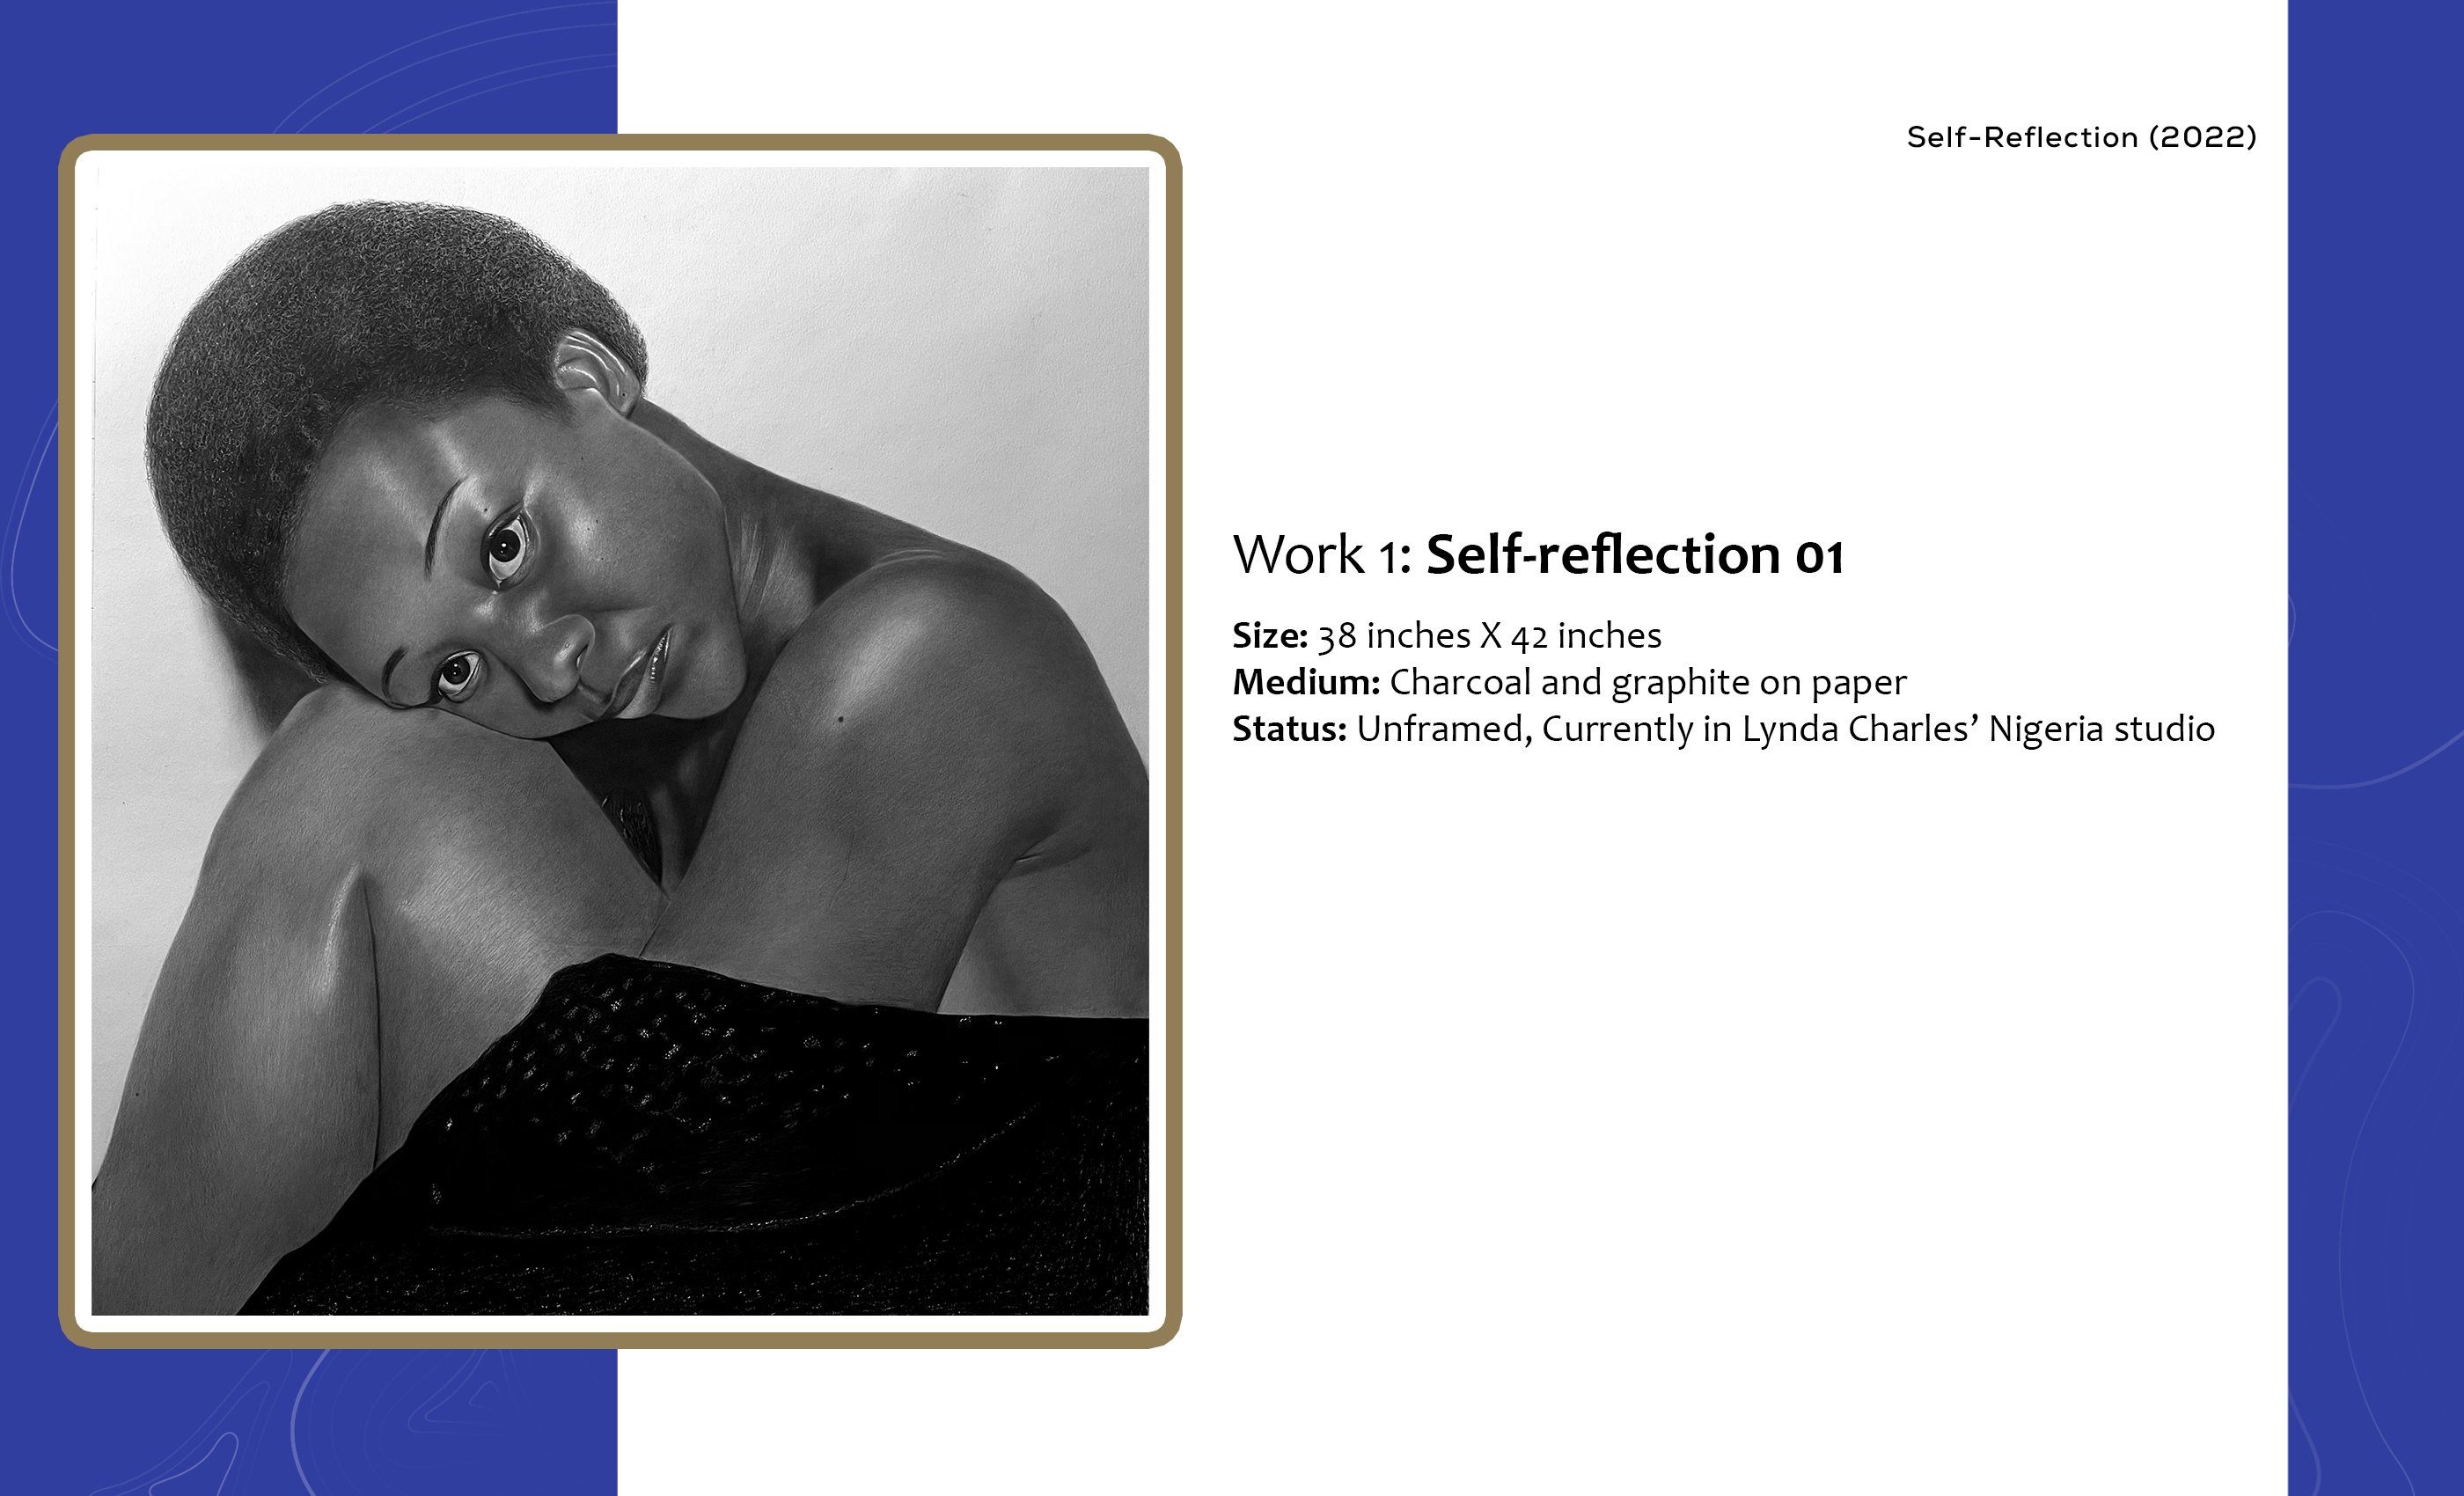 Self-Reflection (2022)
Work 1: Self-reflection 01
Size: 38 inches X 42 inches
Medium: Charcoal and graphite on paper
Status: Unframed, Currently in Lynda Charles’ Nigeria studio